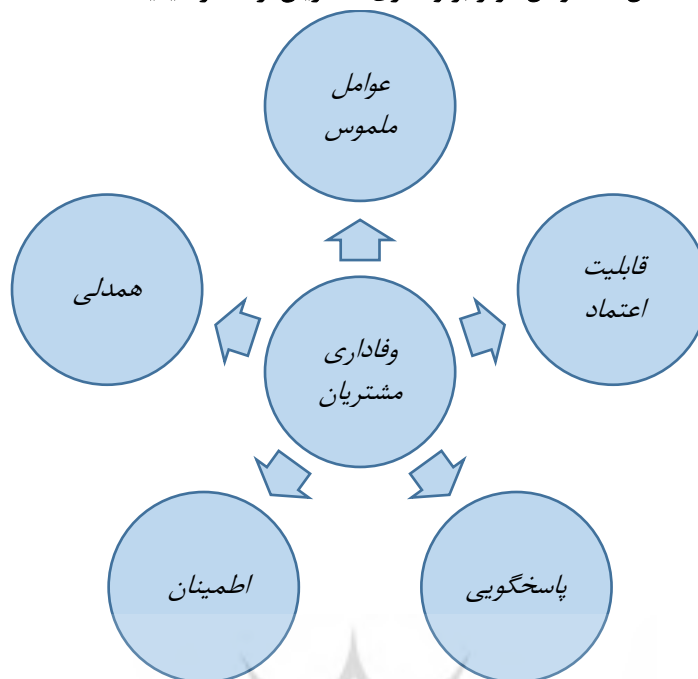 عوامل
ملموس
قابلیت
اعتماد
همدلی
وفاداری
مشتریان
پاسخگویی
اطمینان